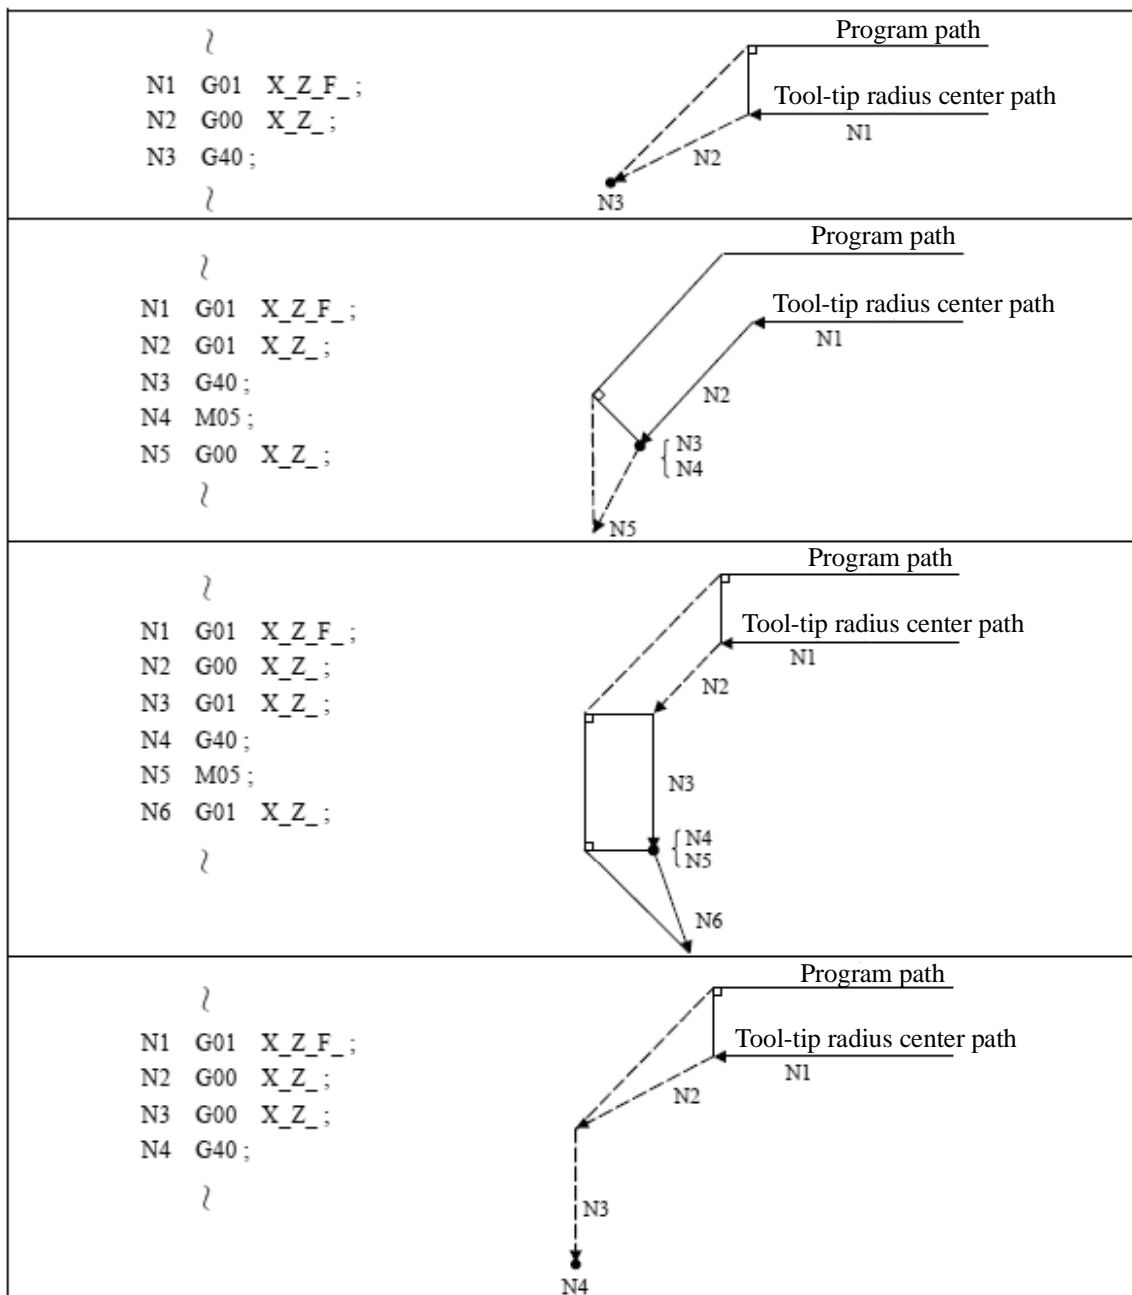 Program path
N1 G01 X_Z_F_ ;
Tool-tip radius center path
N2 G00 X_Z_ ;
N1
N3 G40 ;
N2
N3
Program path
N1 G01 X_Z_F_ ;
Tool-tip radius center path
N2 G01 X_Z_ ;
N1
N3 G40 ;
N2
N4 M05 ;
N5 G00 X_Z_ ;
N3
N4
N5
Program path
N1 G01 X_Z_F_ ;
Tool-tip radius center path
N2 G00 X_Z_ ;
N1
N3 G01 X_Z_ ;
N2
N4 G40 ;
N5 M05 ;
N3
N6 G01 X_Z_ ;
N4
N5
N6
Program path
N1 G01 X_Z_F_ ;
Tool-tip radius center path
N2 G00 X_Z_ ;
N1
N3 G00 X_Z_ ;
N2
N4 G40 ;
N3
N4